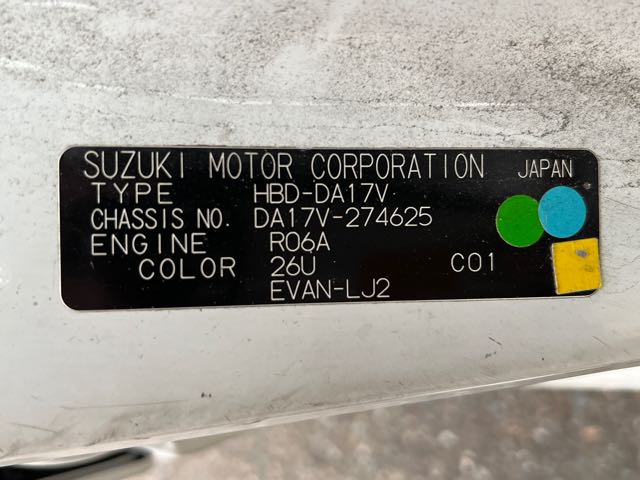 SUZUKI MOTOR CORPORATION JAPAN
TYPE HBD-DA17V
CHASSIS NO. DA17V-274625
ENGINE R06A
COLOR 26U C01
EVAN-LJ2